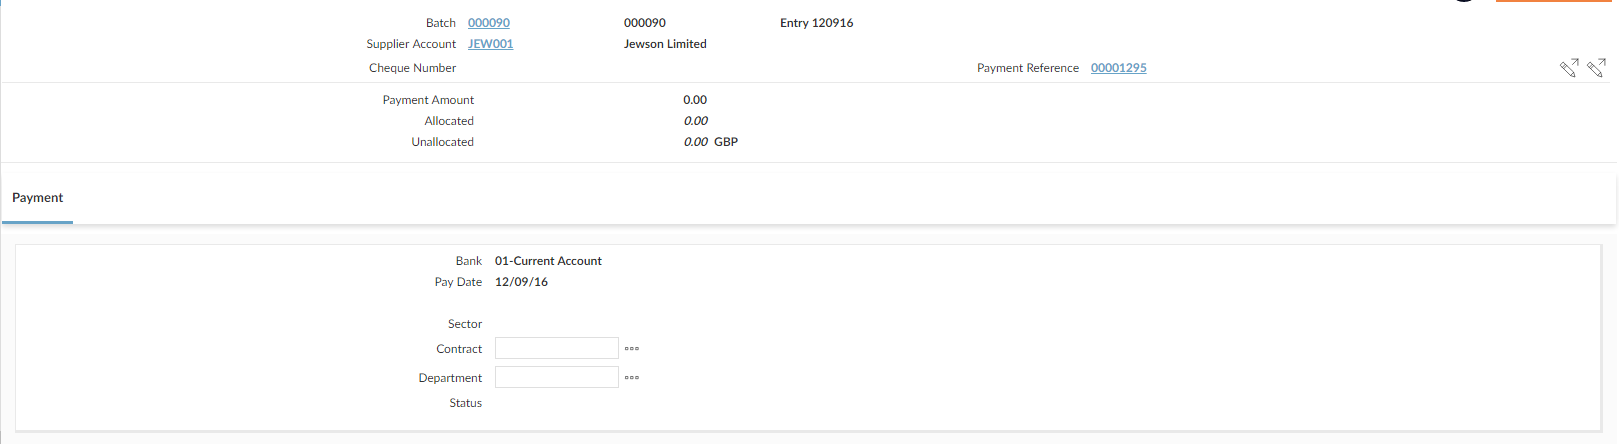 Batch 000090 000090 Entry 120916
Supplier Account JEW001 Jewson Limited
Cheque Number Payment Reference 00001295
Payment Amount 0.00
Allocated 0.00
Unallocated 0.00 GBP
Payment
Bank 01-Current Account
Pay Date 12/09/16
Sector
Contract
Department
Status